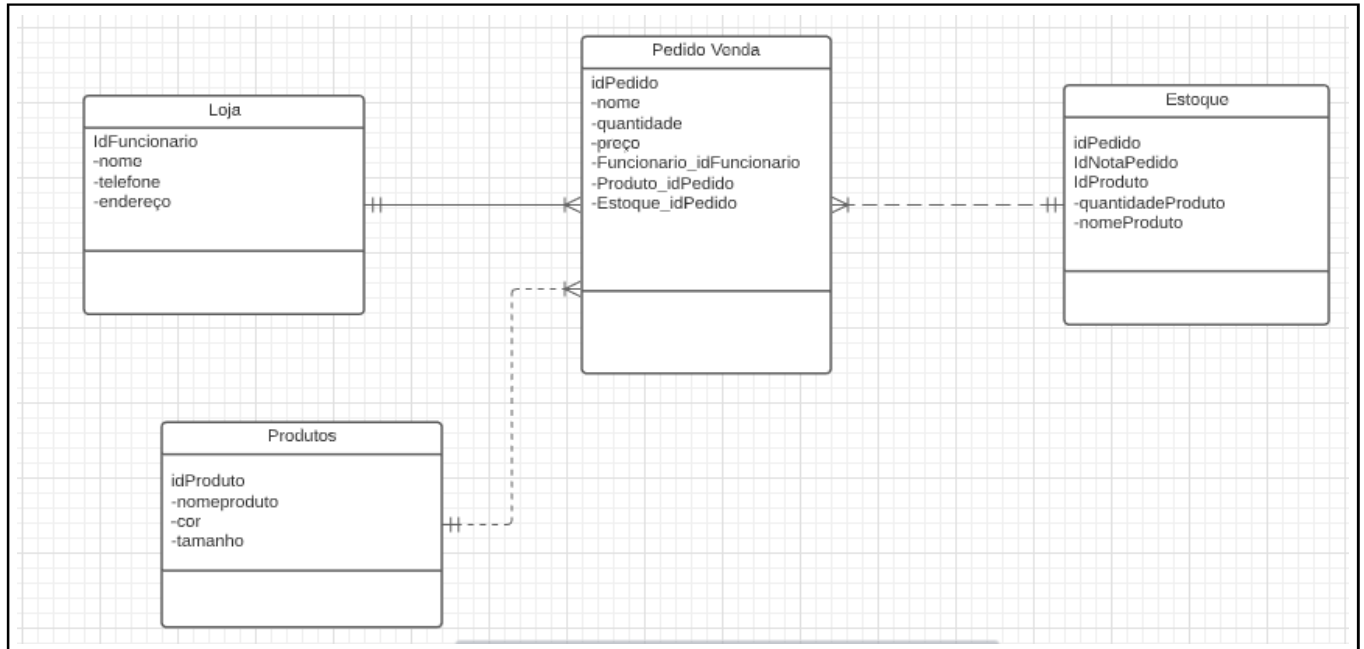 Loja
IdFuncionario
-nome
-telefone
-endereço
Pedido Venda
idPedido
-nome
-quantidade
-preço
-Funcionario_idFuncionario
-Produto_idPedido
-Estoque_idPedido
Estoque
idPedido
IdNotaPedido
IdProduto
-quantidadeProduto
-nomeProduto
Produtos
idProduto
-nomeproduto
-cor
-tamanho